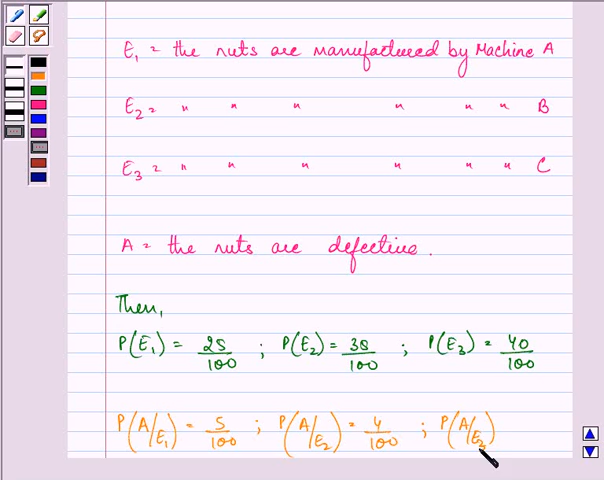 E1 = the nuts are manufactured by Machine A
E2 = " " " " " " B
E3 = " " " " " " C
A = the nuts are defective.
Then,
P(E1) = 25/100 ; P(E2) = 35/100 ; P(E3) = 40/100
P(A/E1) = 5/100 ; P(A/E2) = 4/100 ; P(A/E2)